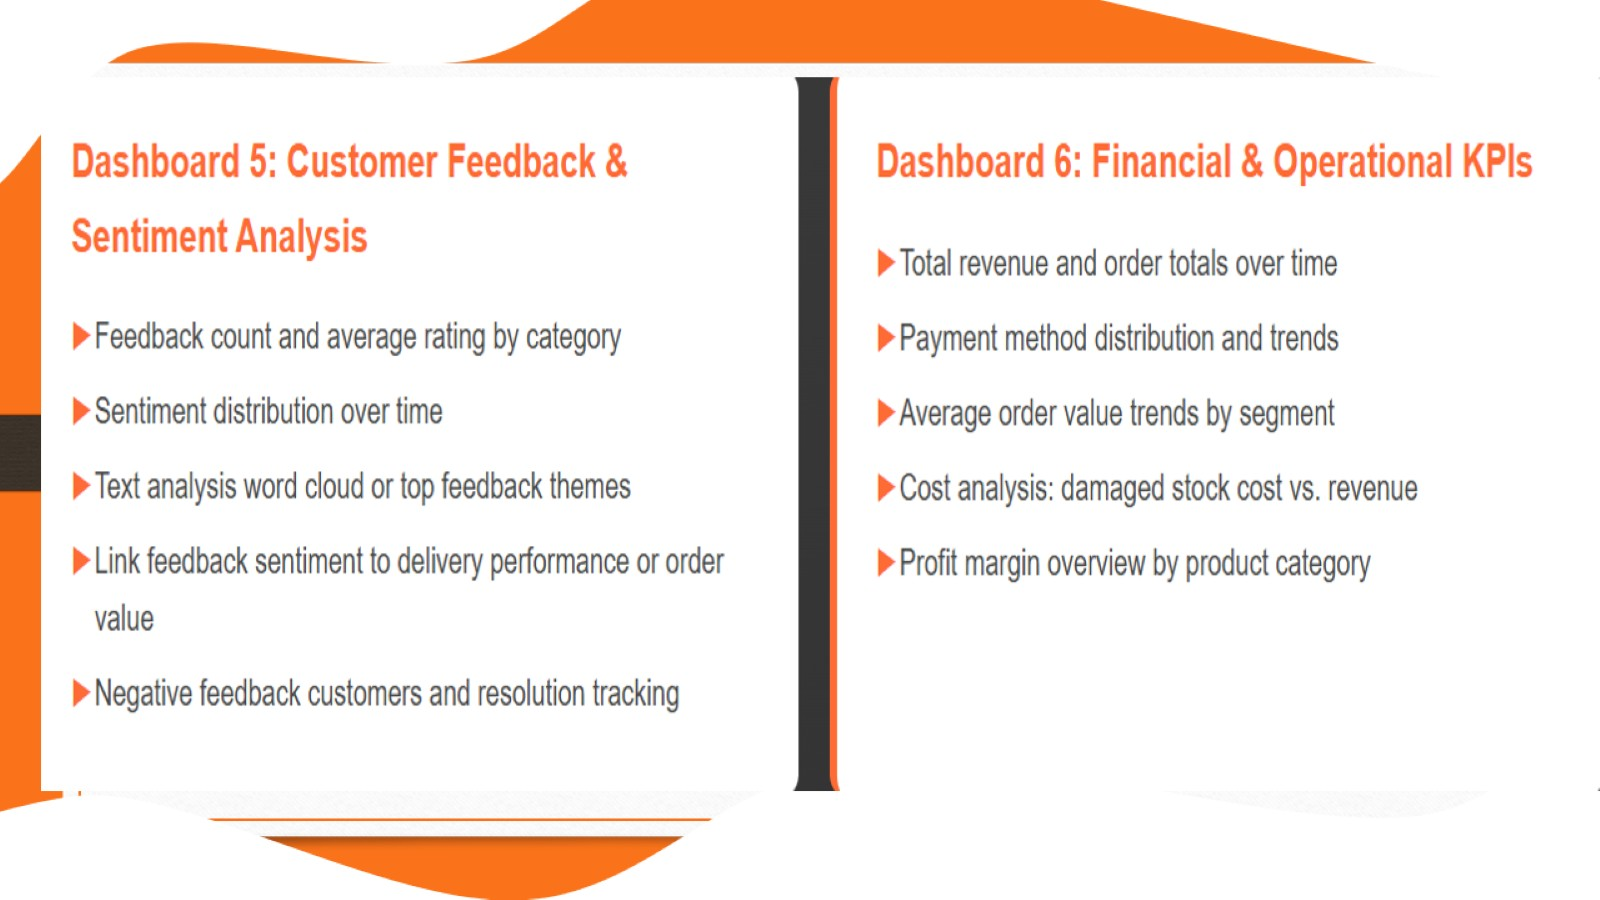 Dashboard 5: Customer Feedback &
Sentiment Analysis
Feedback count and average rating by category
Sentiment distribution over time
Text analysis word cloud or top feedback themes
Link feedback sentiment to delivery performance or order
value
Negative feedback customers and resolution tracking
Dashboard 6: Financial & Operational KPIs
Total revenue and order totals over time
Payment method distribution and trends
Average order value trends by segment
Cost analysis: damaged stock cost vs. revenue
Profit margin overview by product category